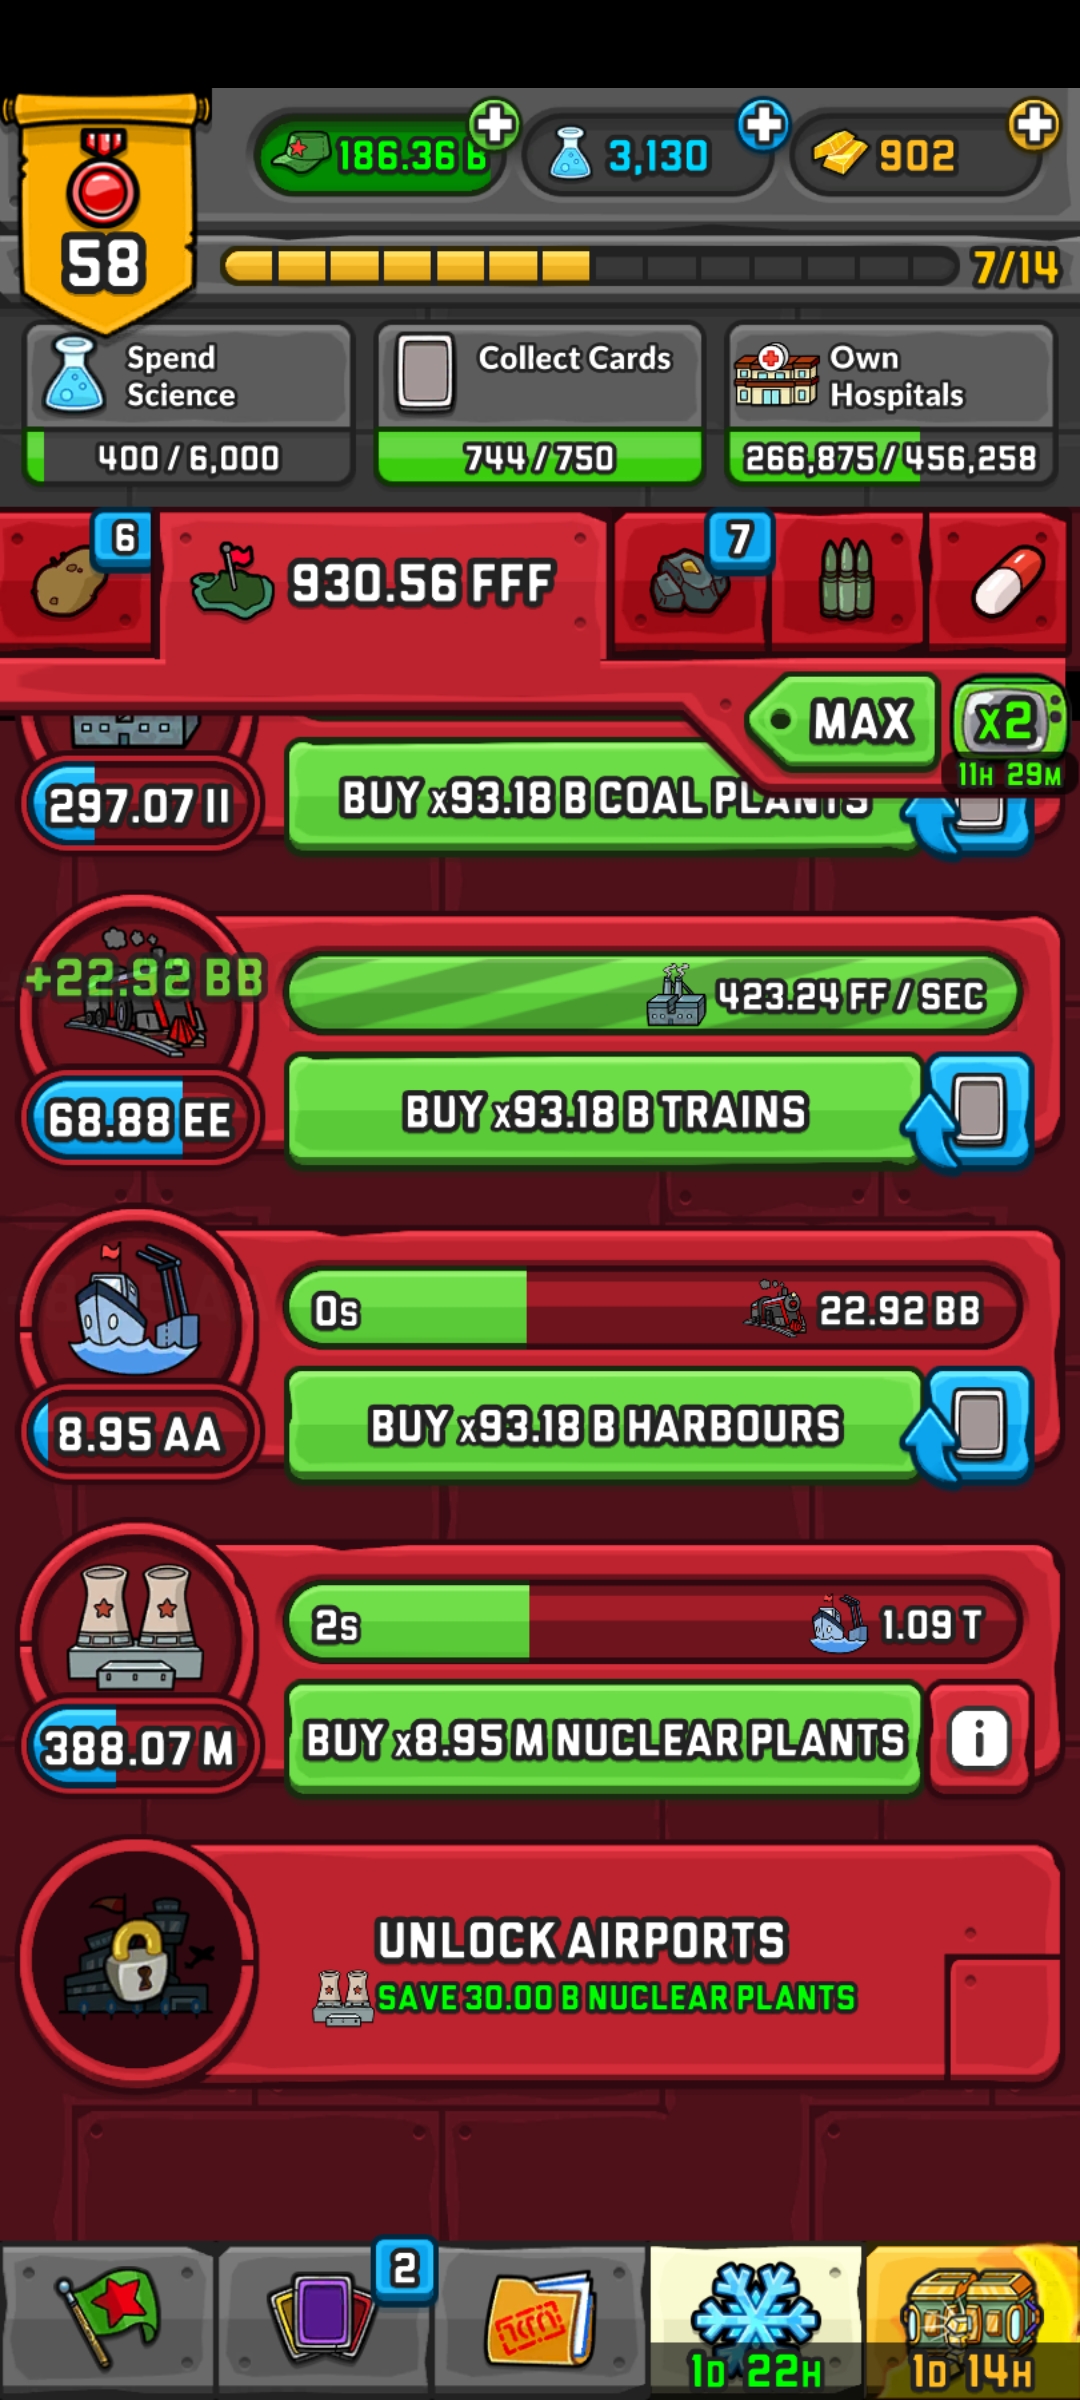 186.36 B
3,130
902
58
7/14
Spend
Science
400 / 6,000
Collect Cards
744 / 750
Own
Hospitals
266,875 / 456,258
6
930.56 FFF
7
MAX
x2
11H 29M
297.07 II
BUY x93.18 B COAL PLANTS
+22.92 BB
423.24 FF / SEC
68.88 EE
BUY x93.18 B TRAINS
0s
22.92 BB
8.95 AA
BUY x93.18 B HARBOURS
2s
1.09 T
388.07 M
BUY x8.95 M NUCLEAR PLANTS
i
UNLOCK AIRPORTS
SAVE 30.00 B NUCLEAR PLANTS
2
1D 22H
1D 14H